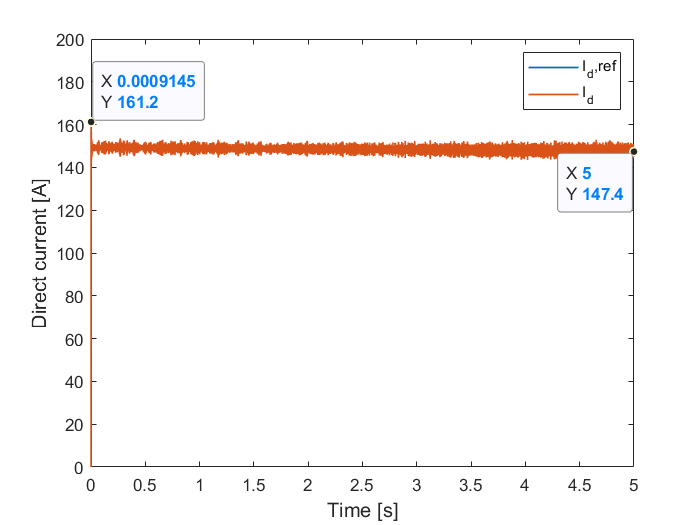 200
180
160
140
120
100
80
60
40
20
0
Direct current [A]
X 0.0009145
Y 161.2
I_d,ref
I_d
X 5
Y 147.4
0 0.5 1 1.5 2 2.5 3 3.5 4 4.5 5
Time [s]